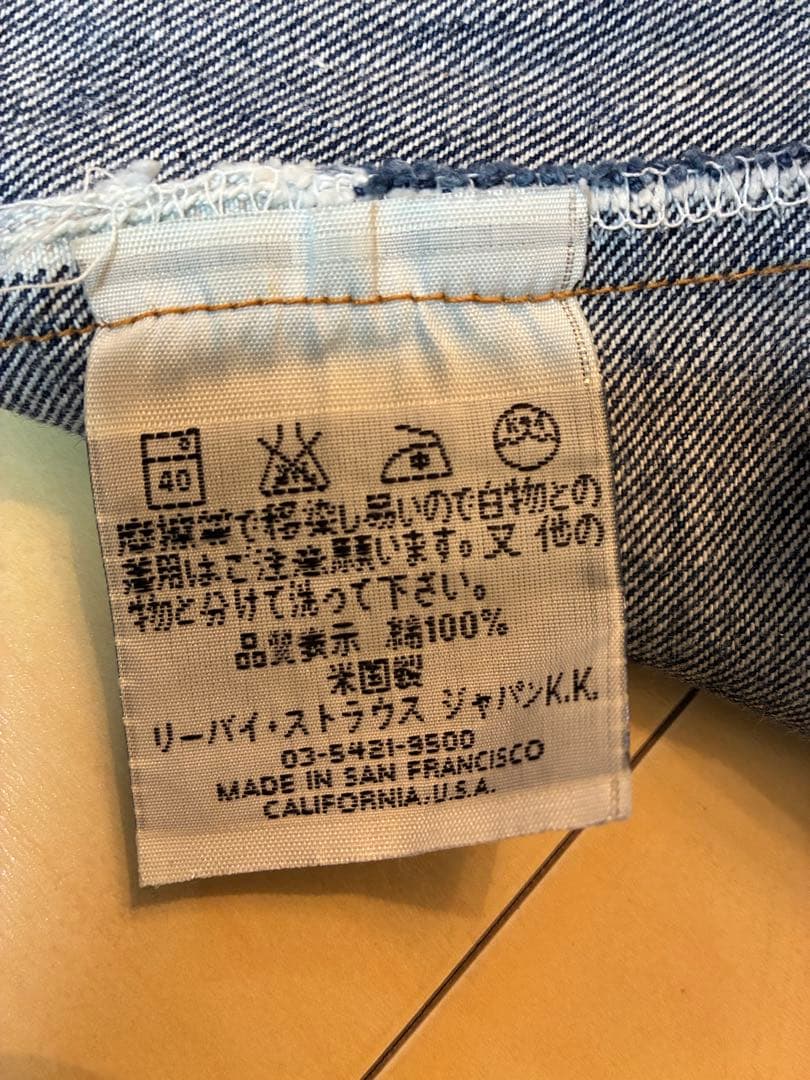 40
摩擦等で移染し易いので白物との
着用はご注意願います。又 他の
物と分けて洗って下さい。
品質表示 綿100%
米国製
リーバイ・ストラウス ジャパンK.K.
03-5421-9500
MADE IN SAN FRANCISCO
CALIFORNIA.U.S.A.